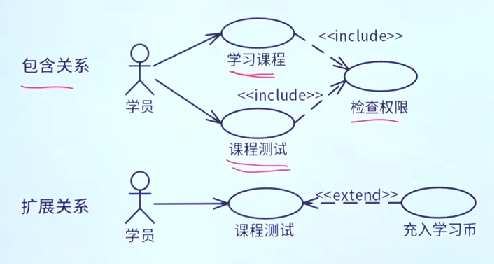 包含关系
学员
学习课程
<<include>>
<<include>>
检查权限
课程测试
扩展关系
学员
课程测试
<<extend>>
充入学习币